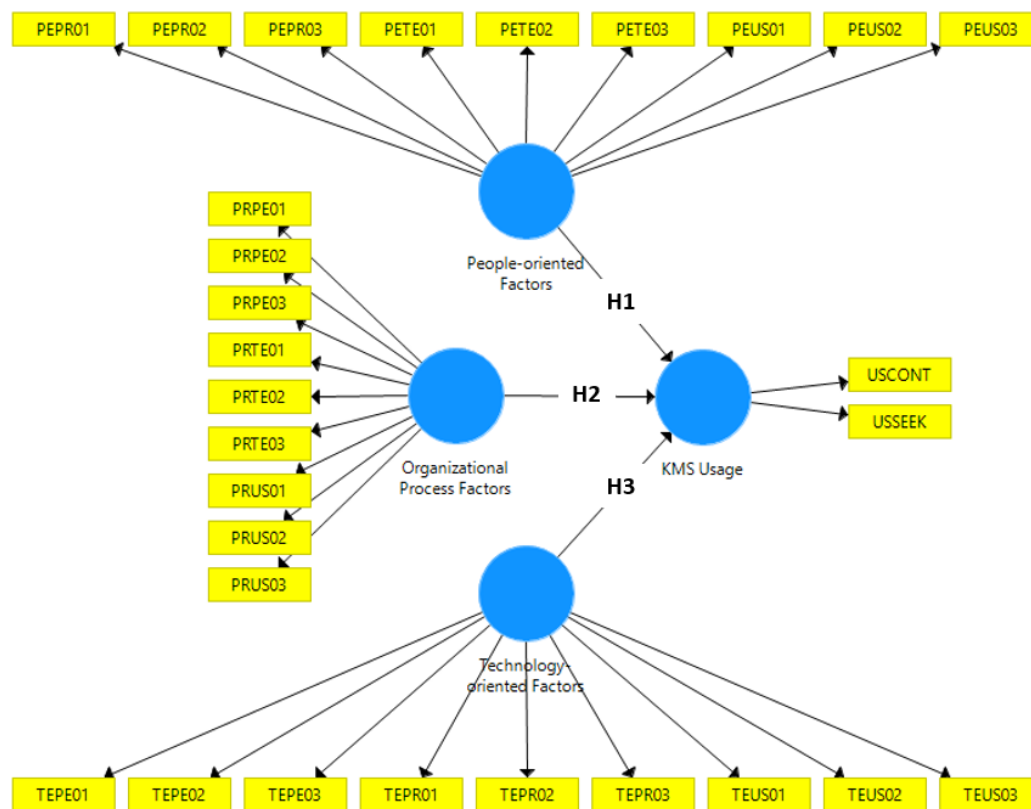 PEPR01
PEPR02
PEPR03
PETE01
PETE02
PETE03
PEUS01
PEUS02
PEUS03
People-oriented
Factors
H1
PRPE01
PRPE02
PRPE03
PRTE01
PRTE02
PRTE03
PRUS01
PRUS02
PRUS03
Organizational
Process Factors
H2
KMS Usage
USCONT
USSEEK
H3
Technology-
oriented Factors
TEPE01
TEPE02
TEPE03
TEPR01
TEPR02
TEPR03
TEUS01
TEUS02
TEUS03